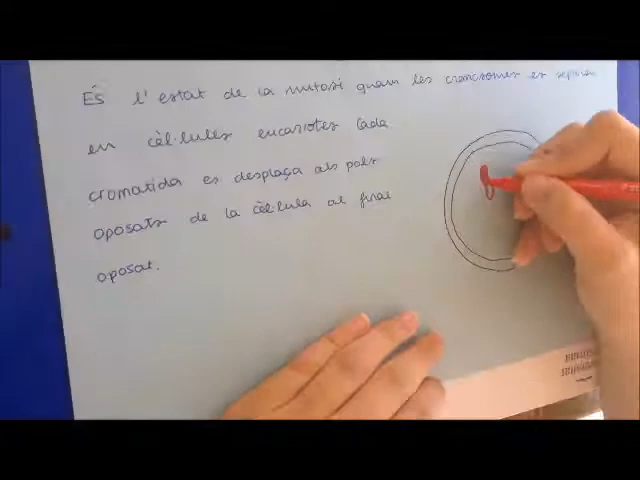 És l'estat de la mitosi quan les cromosomes es separan
en cèl·lules eucariotes Cada
cromatida es desplaça als pols
oposats de la cèl·lula al final
oposat.